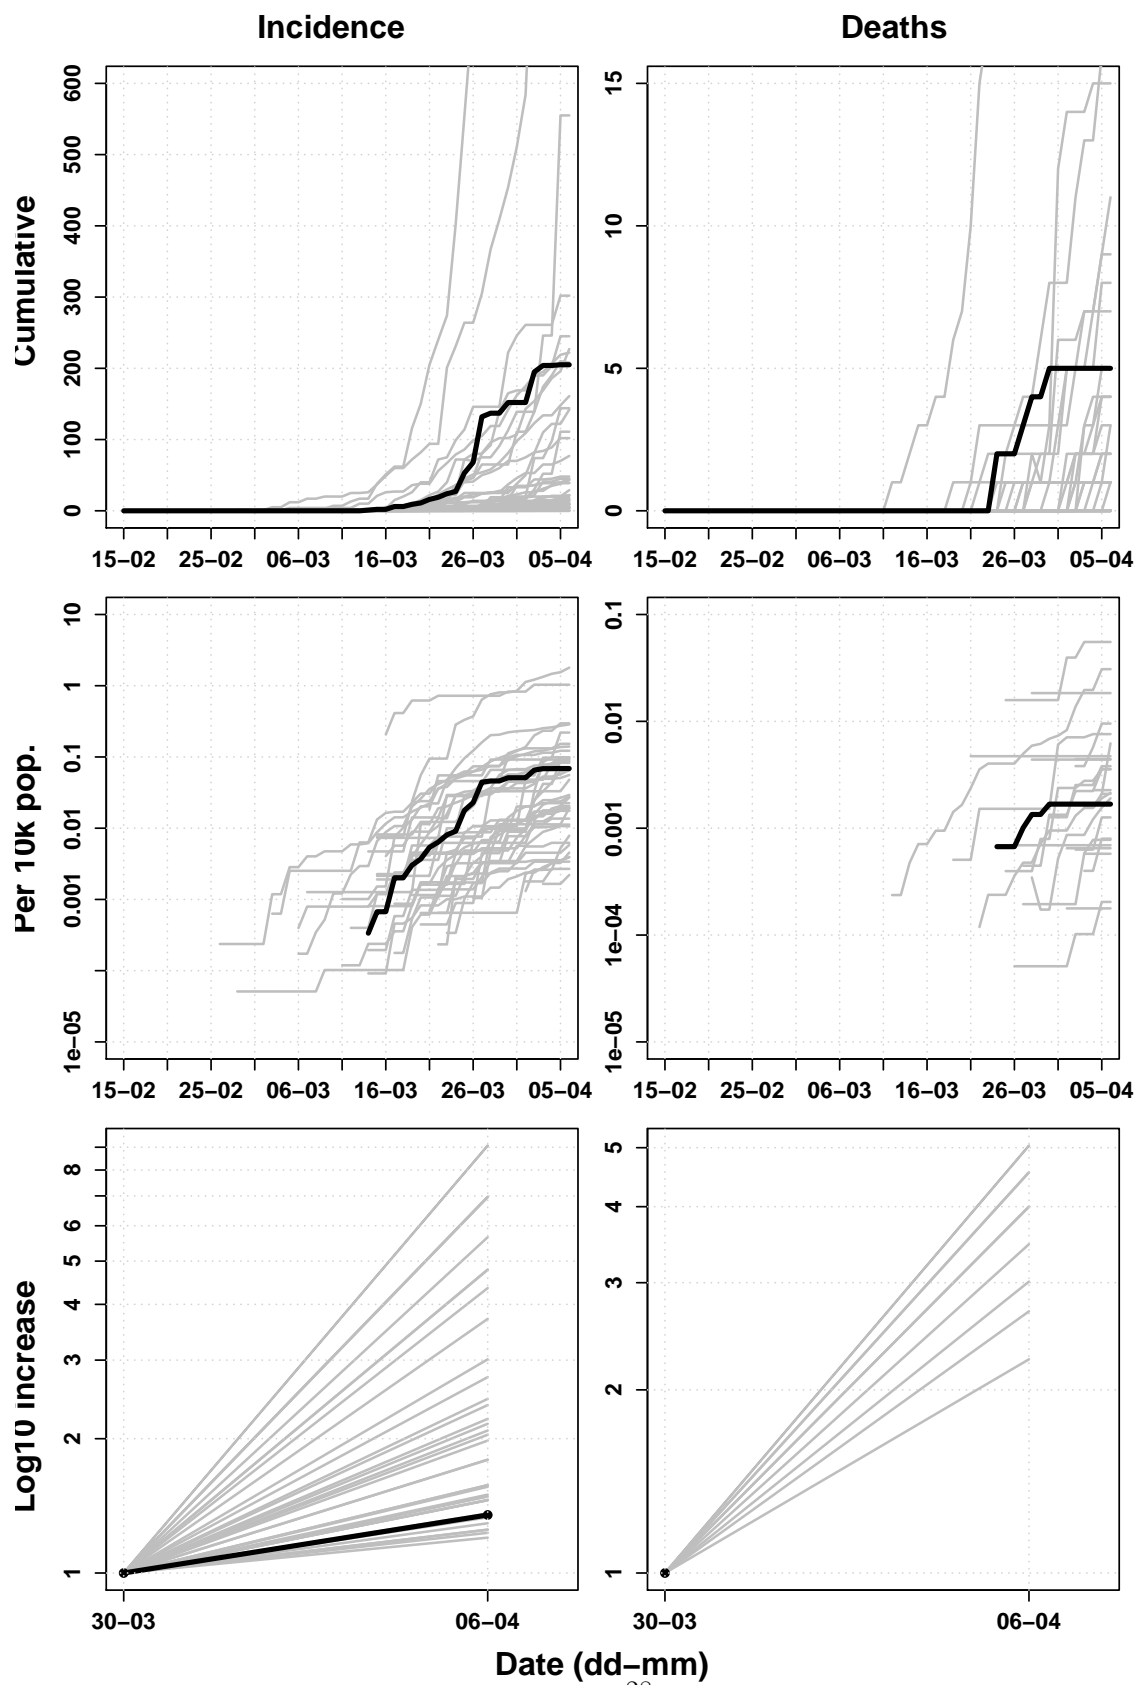 Incidence Deaths
Cumulative
0 100 200 300 400 500 600
0 5 10 15
15−02 25−02 06−03 16−03 26−03 05−04
15−02 25−02 06−03 16−03 26−03 05−04
Per 10k pop.
1e−05 0.001 0.01 0.1 1 10
1e−05 1e−04 0.001 0.01 0.1
15−02 25−02 06−03 16−03 26−03 05−04
15−02 25−02 06−03 16−03 26−03 05−04
Log10 increase
1 2 3 4 5 6 8
1 2 3 4 5
30−03 06−04
30−03 06−04
Date (dd−mm)